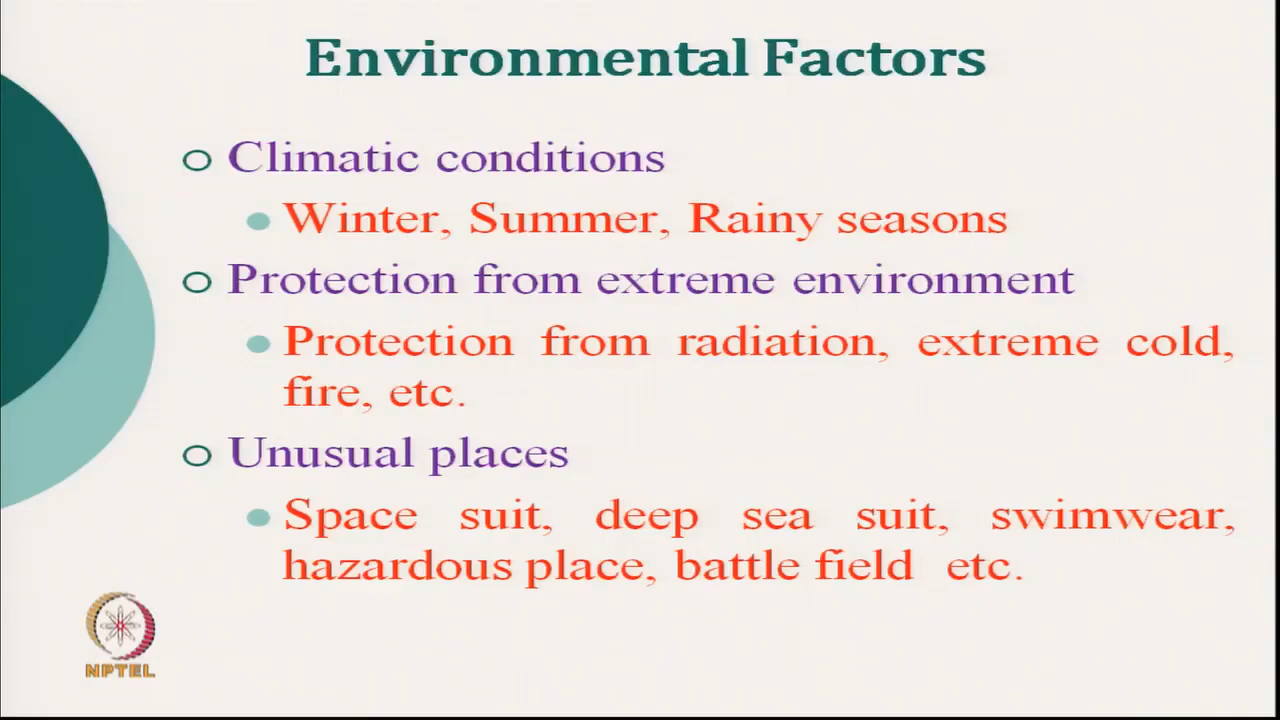 Environmental Factors
Climatic conditions
Winter, Summer, Rainy seasons
Protection from extreme environment
Protection from radiation, extreme cold,
fire, etc.
Unusual places
Space suit, deep sea suit, swimwear,
hazardous place, battle field etc.
NPTEL